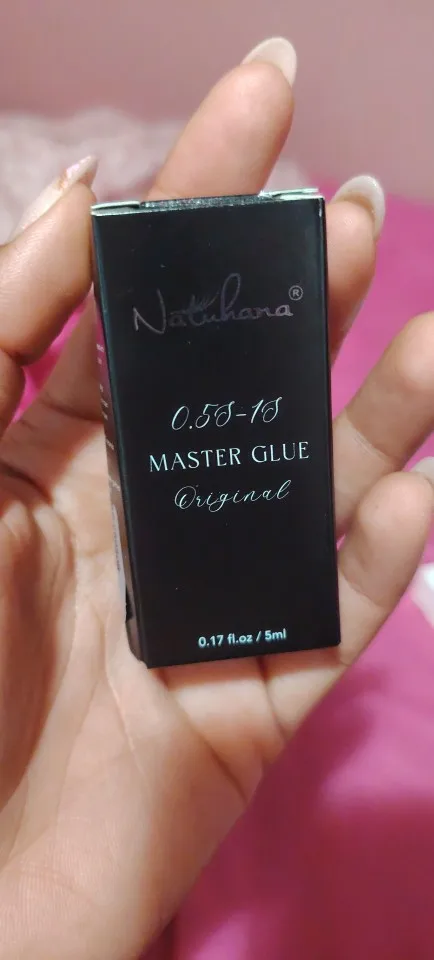 Natuhana®
0.5S-1S
MASTER GLUE
Original
0.17 fl.oz / 5ml